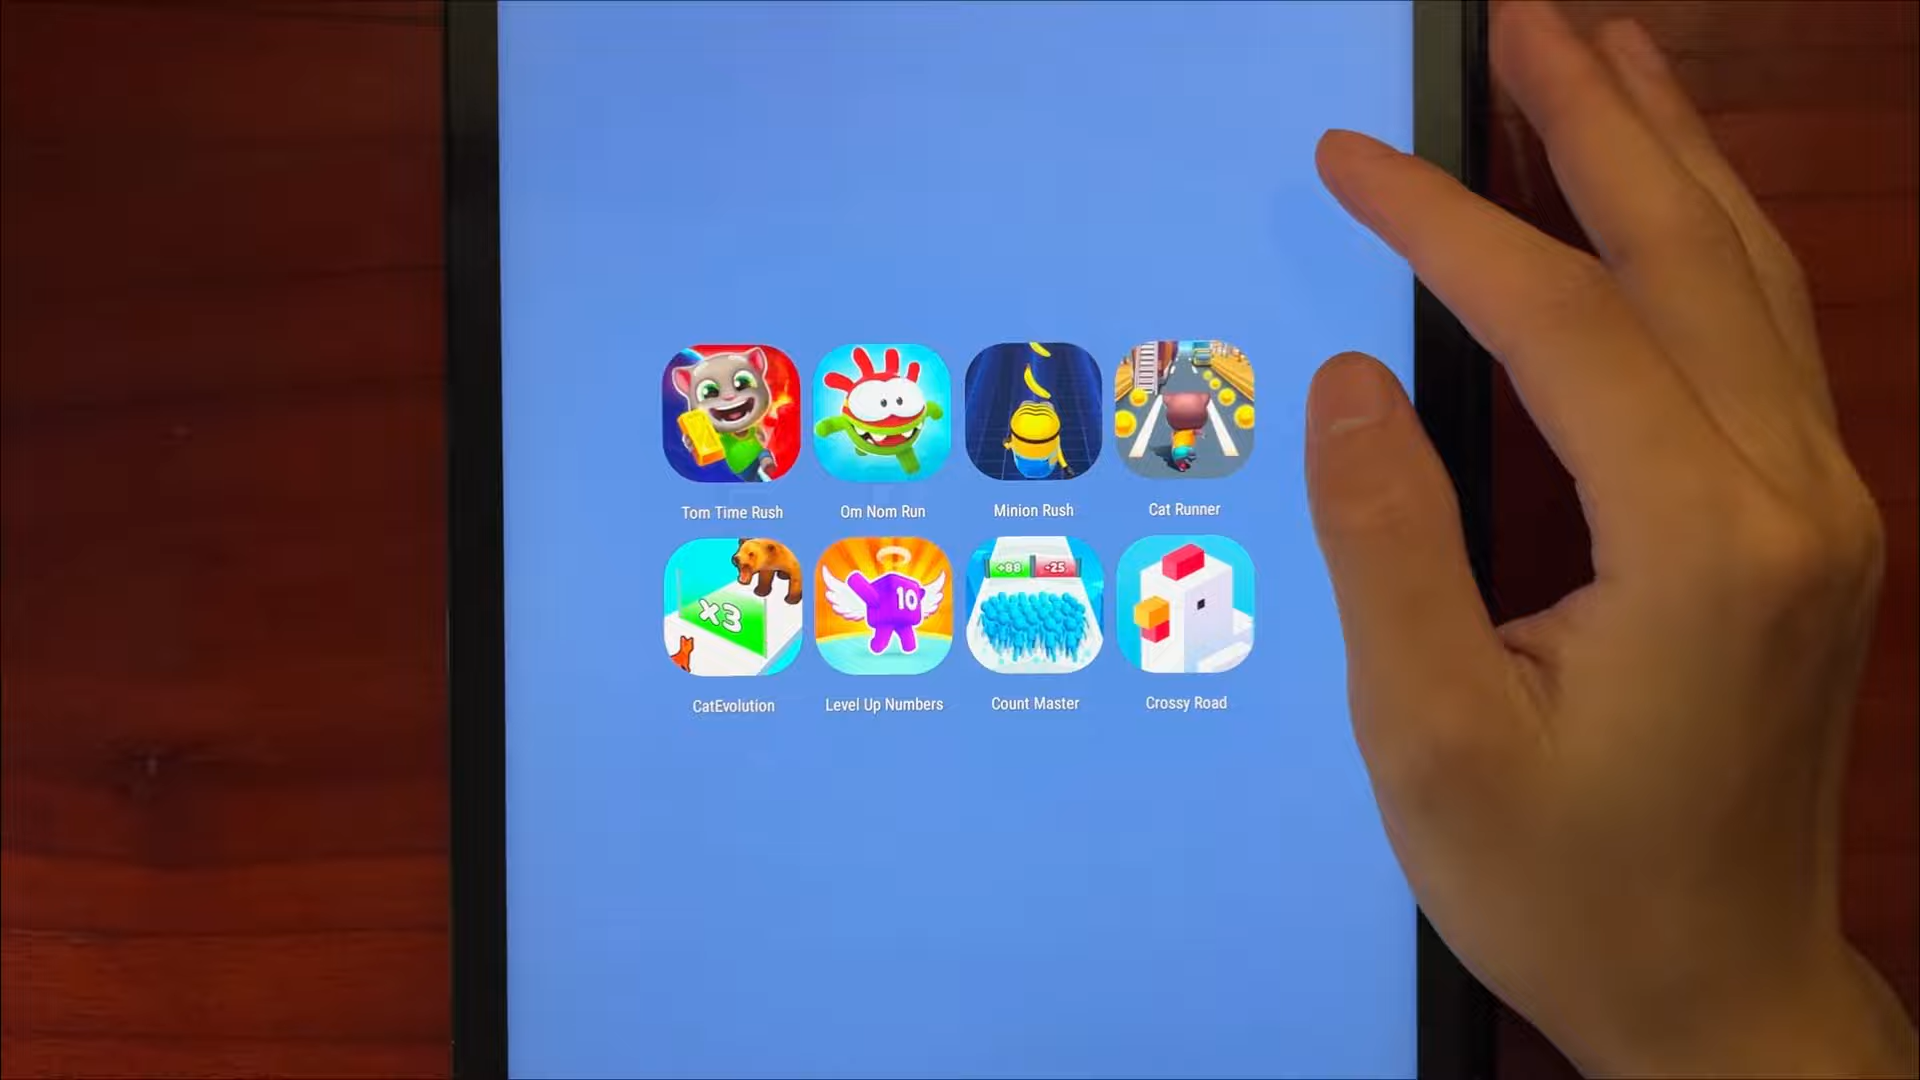 Tom Time Rush
Om Nom Run
Minion Rush
Cat Runner
x3
10
+88
-25
CatEvolution
Level Up Numbers
Count Master
Crossy Road